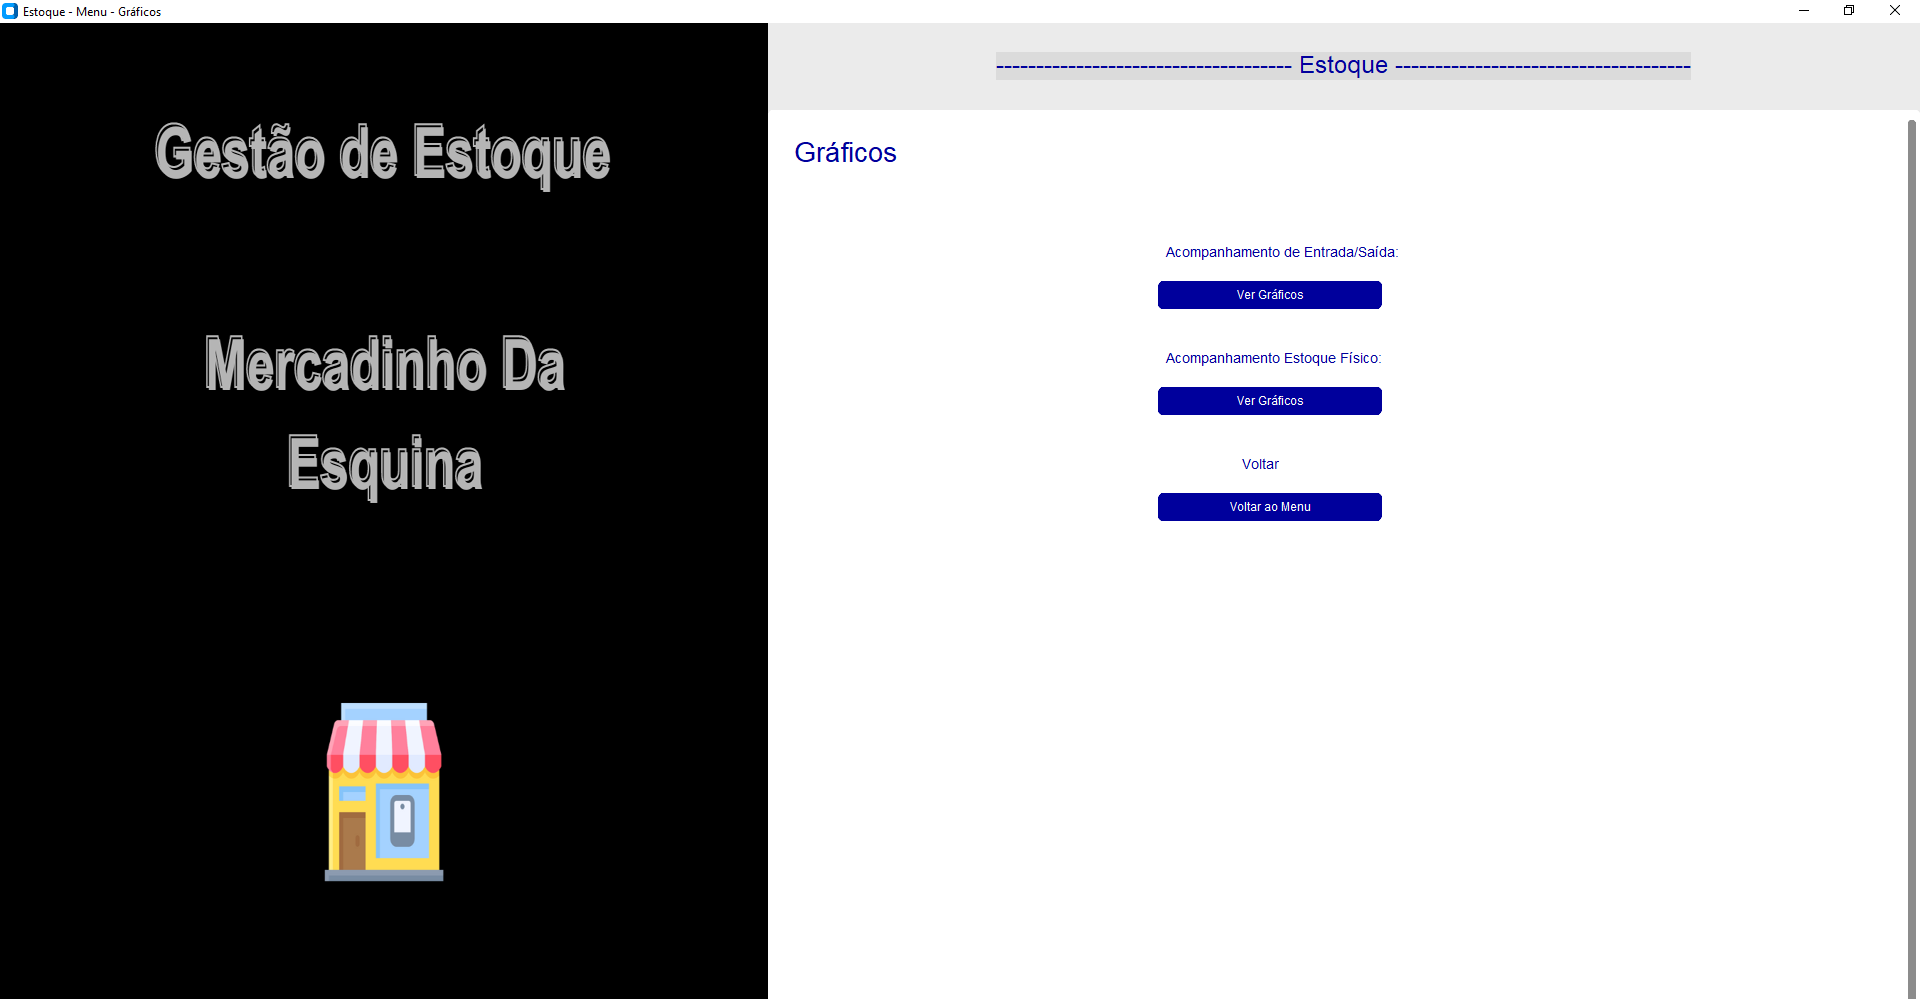 Estoque - Menu - Gráficos
Gestão de Estoque
Mercadinho Da
Esquina
------------------------------------- Estoque -------------------------------------
Gráficos
Acompanhamento de Entrada/Saída:
Ver Gráficos
Acompanhamento Estoque Físico:
Ver Gráficos
Voltar
Voltar ao Menu